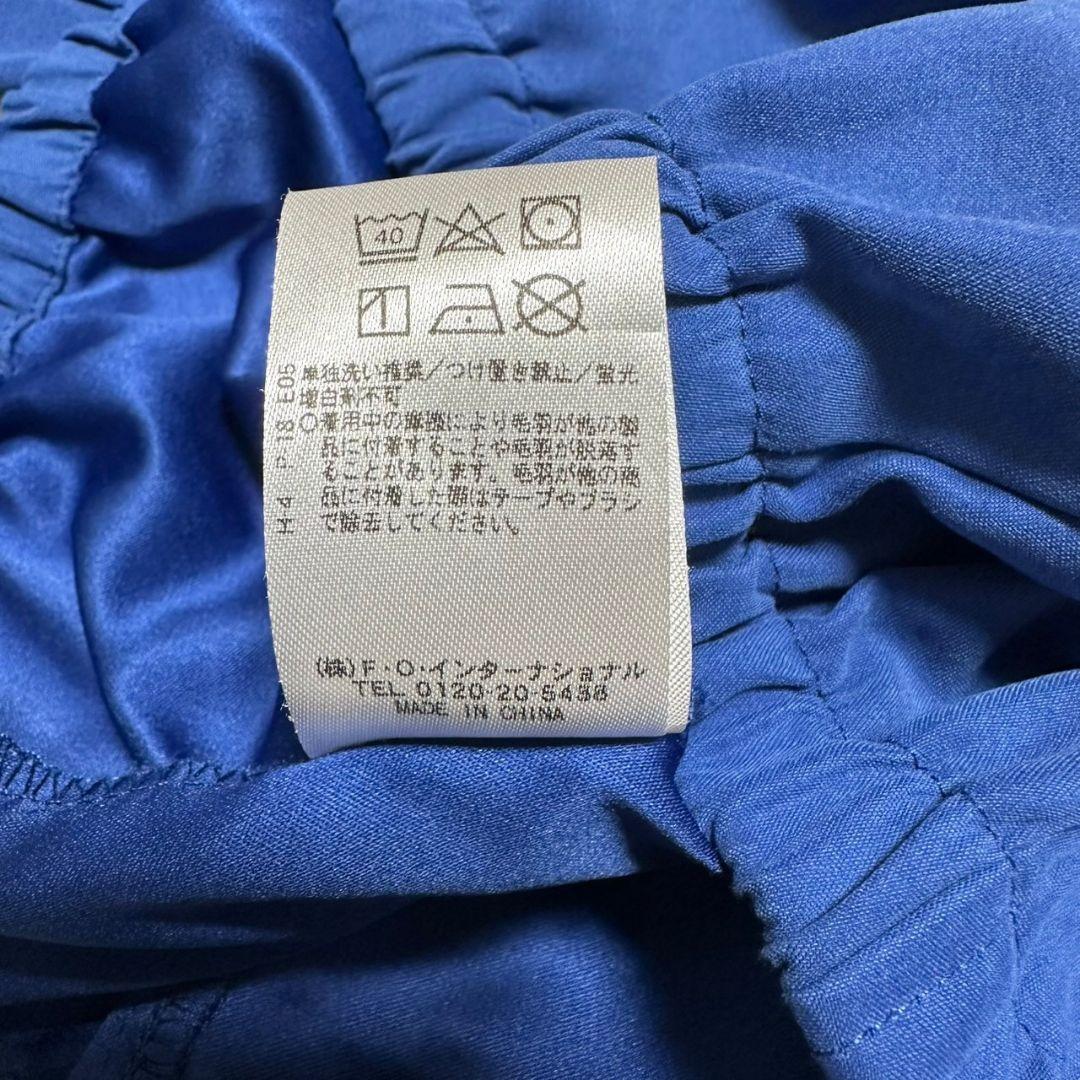 40
単独洗い推奨/つけ置き禁止/蛍光
増白剤不可
○着用中の摩擦により毛羽が他の製
品に付着することや毛羽が脱落す
ることがあります。毛羽が他の商
品に付着した際はテープやブラシ
で除去してください。
H4 P 18 E05
(株)F・O・インターナショナル
TEL 0120-20-5438
MADE IN CHINA